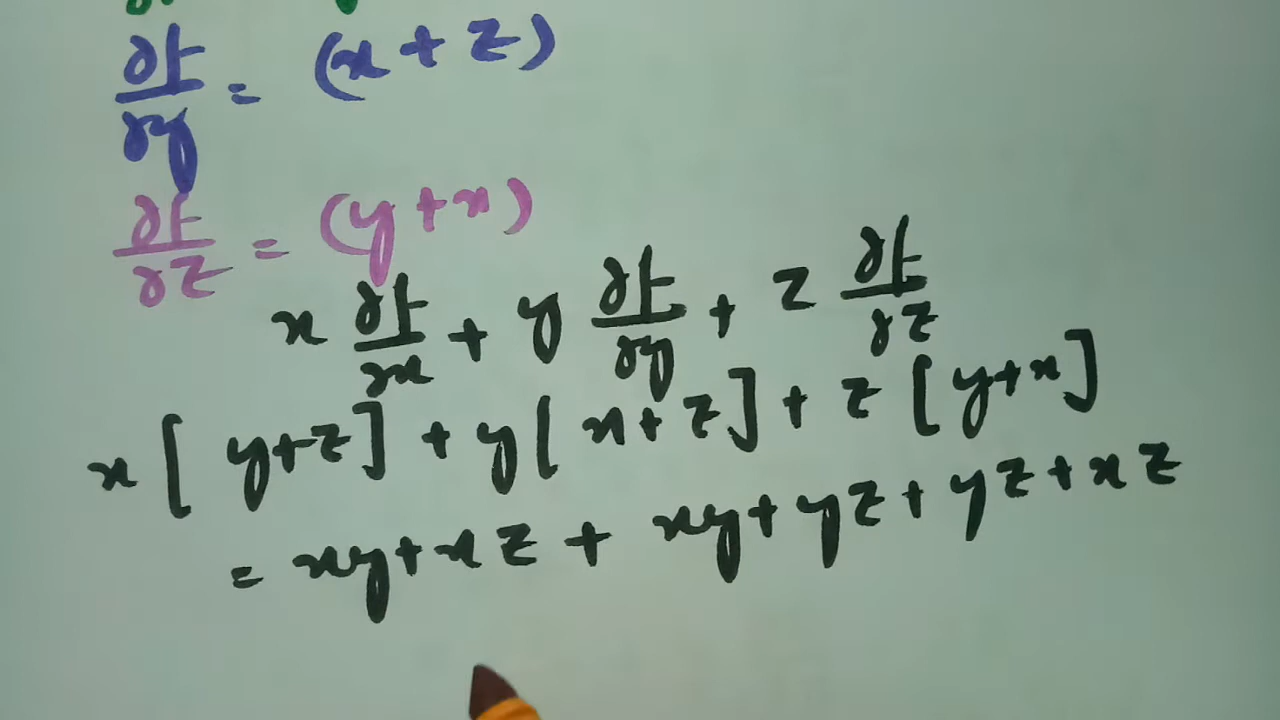 ∂f/∂y = (x + z)
∂f/∂z = (y + x)
x ∂f/∂x + y ∂f/∂y + z ∂f/∂z
x [ y+z ] + y [ x+z ] + z [ y+x ]
= xy + xz + xy + yz + yz + xz